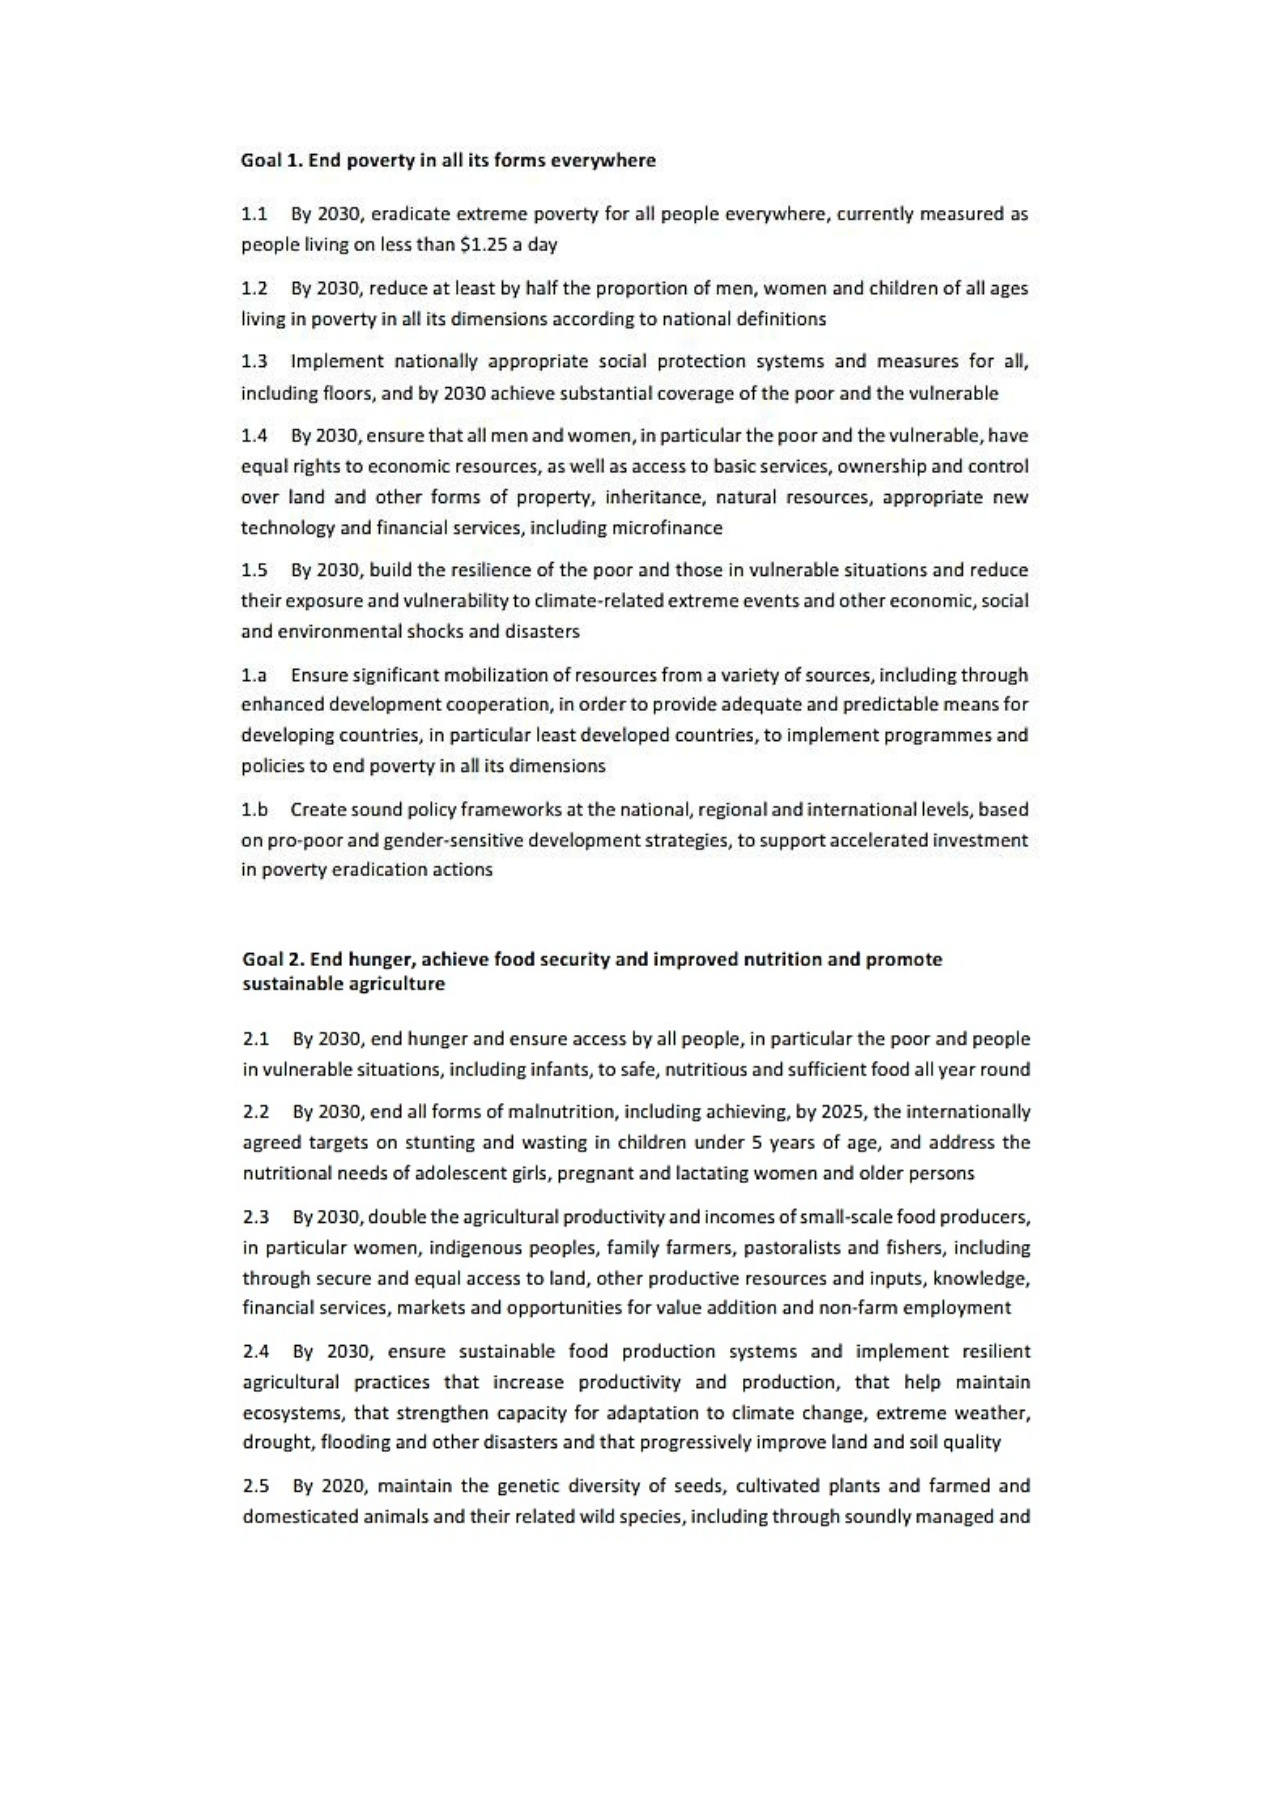 Goal 1. End poverty in all its forms everywhere
1.1 By 2030, eradicate extreme poverty for all people everywhere, currently measured as
people living on less than $1.25 a day
1.2 By 2030, reduce at least by half the proportion of men, women and children of all ages
living in poverty in all its dimensions according to national definitions
1.3 Implement nationally appropriate social protection systems and measures for all,
including floors, and by 2030 achieve substantial coverage of the poor and the vulnerable
1.4 By 2030, ensure that all men and women, in particular the poor and the vulnerable, have
equal rights to economic resources, as well as access to basic services, ownership and control
over land and other forms of property, inheritance, natural resources, appropriate new
technology and financial services, including microfinance
1.5 By 2030, build the resilience of the poor and those in vulnerable situations and reduce
their exposure and vulnerability to climate-related extreme events and other economic, social
and environmental shocks and disasters
1.a Ensure significant mobilization of resources from a variety of sources, including through
enhanced development cooperation, in order to provide adequate and predictable means for
developing countries, in particular least developed countries, to implement programmes and
policies to end poverty in all its dimensions
1.b Create sound policy frameworks at the national, regional and international levels, based
on pro-poor and gender-sensitive development strategies, to support accelerated investment
in poverty eradication actions
Goal 2. End hunger, achieve food security and improved nutrition and promote
sustainable agriculture
2.1 By 2030, end hunger and ensure access by all people, in particular the poor and people
in vulnerable situations, including infants, to safe, nutritious and sufficient food all year round
2.2 By 2030, end all forms of malnutrition, including achieving, by 2025, the internationally
agreed targets on stunting and wasting in children under 5 years of age, and address the
nutritional needs of adolescent girls, pregnant and lactating women and older persons
2.3 By 2030, double the agricultural productivity and incomes of small-scale food producers,
in particular women, indigenous peoples, family farmers, pastoralists and fishers, including
through secure and equal access to land, other productive resources and inputs, knowledge,
financial services, markets and opportunities for value addition and non-farm employment
2.4 By 2030, ensure sustainable food production systems and implement resilient
agricultural practices that increase productivity and production, that help maintain
ecosystems, that strengthen capacity for adaptation to climate change, extreme weather,
drought, flooding and other disasters and that progressively improve land and soil quality
2.5 By 2020, maintain the genetic diversity of seeds, cultivated plants and farmed and
domesticated animals and their related wild species, including through soundly managed and